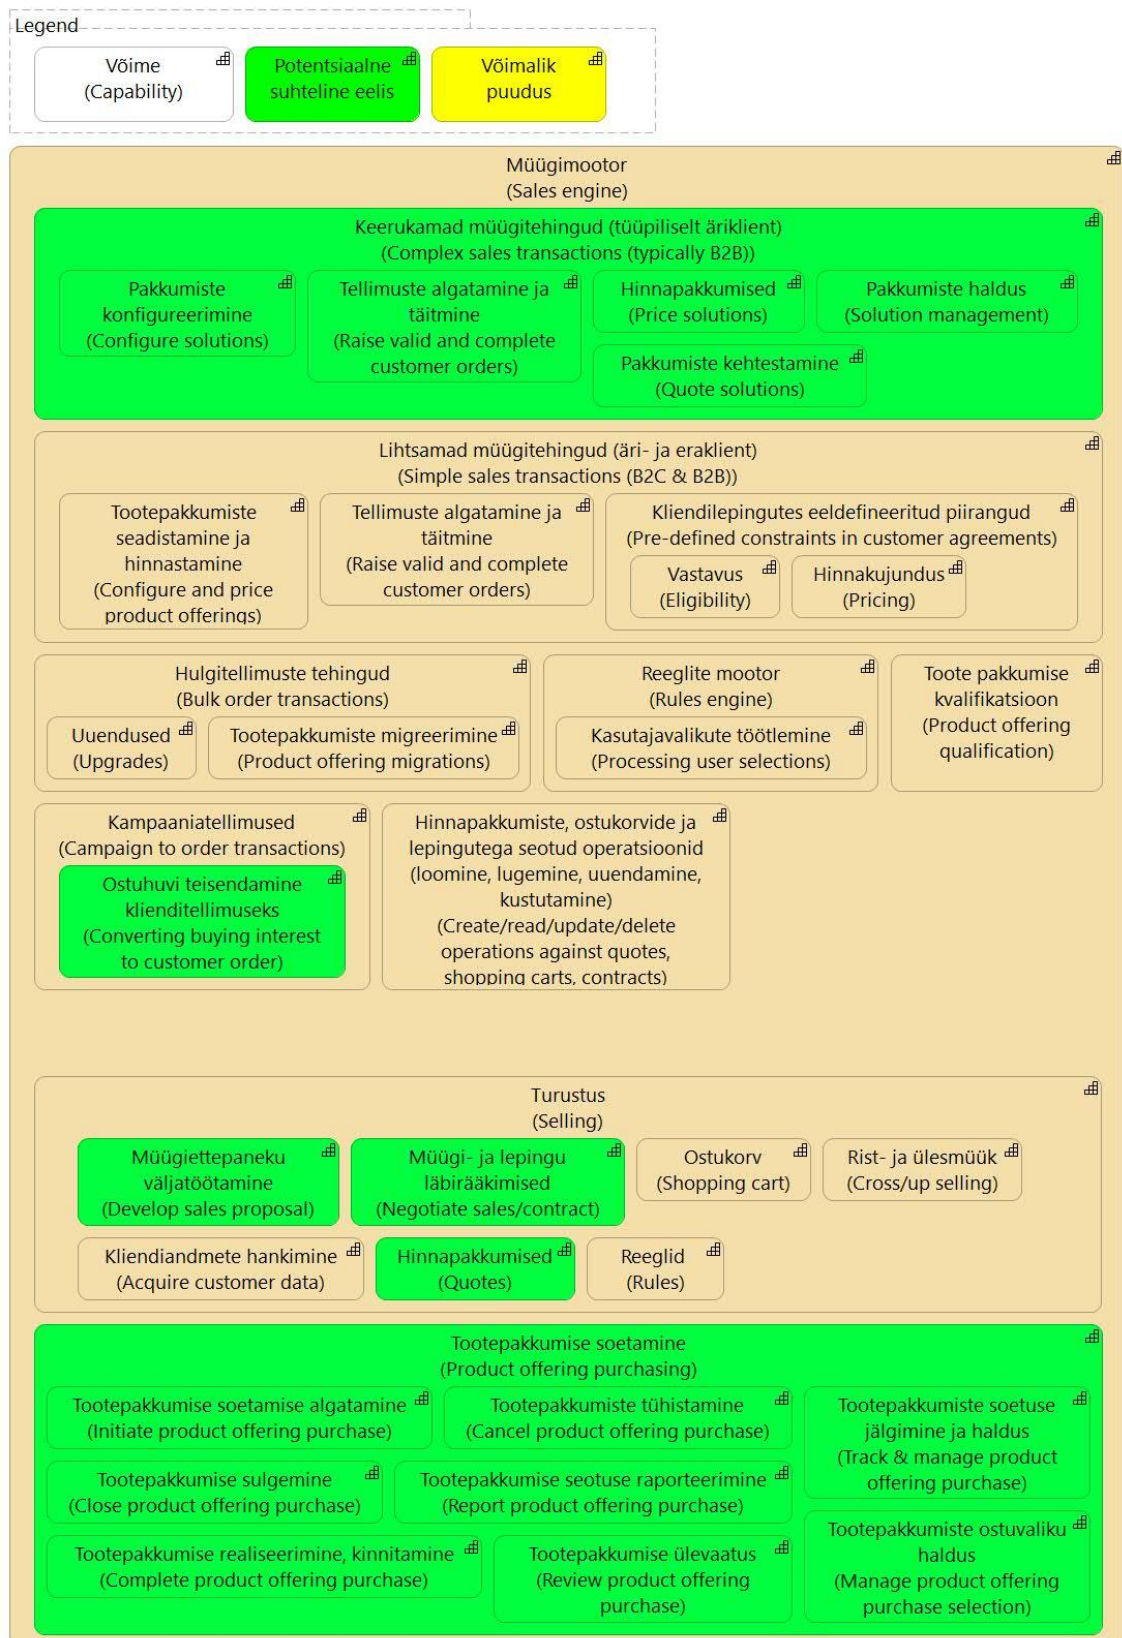 Legend
Võime
(Capability)
Potentsiaalne
suhteline eelis
Võimalik
puudus
Müügimootor
(Sales engine)
Keerukamad müügitehingud (tüüpiliselt äriklient)
(Complex sales transactions (typically B2B))
Pakkumiste
konfigureerimine
(Configure solutions)
Tellimuste algatamine ja
täitmine
(Raise valid and complete
customer orders)
Hinnapakkumised
(Price solutions)
Pakkumiste haldus
(Solution management)
Pakkumiste kehtestamine
(Quote solutions)
Lihtsamad müügitehingud (äri- ja eraklient)
(Simple sales transactions (B2C & B2B))
Tootepakkumiste
seadistamine ja
hinnastamine
(Configure and price
product offerings)
Tellimuste algatamine ja
täitmine
(Raise valid and complete
customer orders)
Kliendilepingutes eeldefineeritud piirangud
(Pre-defined constraints in customer agreements)
Vastavus
(Eligibility)
Hinnakujundus
(Pricing)
Hulgitellimuste tehingud
(Bulk order transactions)
Uuendused
(Upgrades)
Tootepakkumiste migreerimine
(Product offering migrations)
Reeglite mootor
(Rules engine)
Kasutajavalikute töötlemine
(Processing user selections)
Toote pakkumise
kvalifikatsioon
(Product offering
qualification)
Kampaaniatellimused
(Campaign to order transactions)
Ostuhuvi teisendamine
klienditellimuseks
(Converting buying interest
to customer order)
Hinnapakkumiste, ostukorvide ja
lepingutega seotud operatsioonid
(loomine, lugemine, uuendamine,
kustutamine)
(Create/read/update/delete
operations against quotes,
shopping carts, contracts)
Turustus
(Selling)
Müügiettepaneku
väljatöötamine
(Develop sales proposal)
Müügi- ja lepingu
läbirääkimised
(Negotiate sales/contract)
Ostukorv
(Shopping cart)
Rist- ja ülesmüük
(Cross/up selling)
Kliendiandmete hankimine
(Acquire customer data)
Hinnapakkumised
(Quotes)
Reeglid
(Rules)
Tootepakkumise soetamine
(Product offering purchasing)
Tootepakkumise soetamise algatamine
(Initiate product offering purchase)
Tootepakkumiste tühistamine
(Cancel product offering purchase)
Tootepakkumiste soetuse
jälgimine ja haldus
(Track & manage product
offering purchase)
Tootepakkumise sulgemine
(Close product offering purchase)
Tootepakkumise seotuse raporteerimine
(Report product offering purchase)
Tootepakkumise realiseerimine, kinnitamine
(Complete product offering purchase)
Tootepakkumise ülevaatus
(Review product offering
purchase)
Tootepakkumiste ostuvaliku
haldus
(Manage product offering
purchase selection)